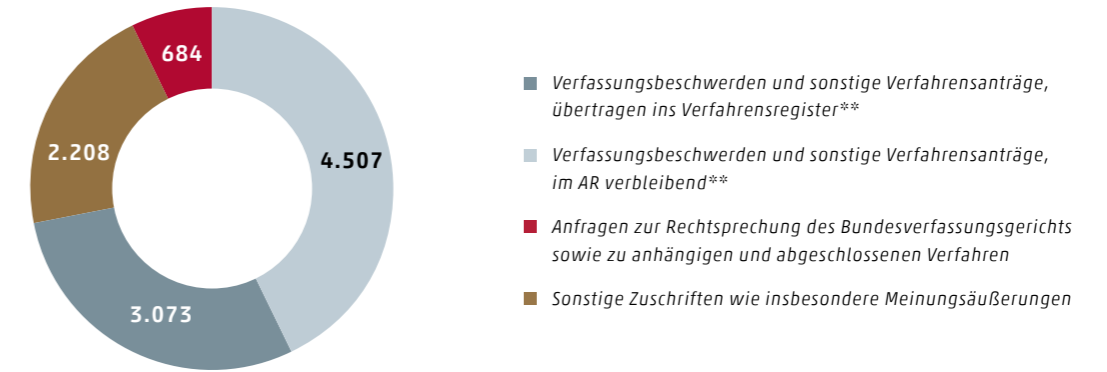 684
4.507
2.208
3.073
Verfassungsbeschwerden und sonstige Verfahrensanträge,
übertragen ins Verfahrensregister**
Verfassungsbeschwerden und sonstige Verfahrensanträge,
im AR verbleibend**
Anfragen zur Rechtsprechung des Bundesverfassungsgerichts
sowie zu anhängigen und abgeschlossenen Verfahren
Sonstige Zuschriften wie insbesondere Meinungsäußerungen